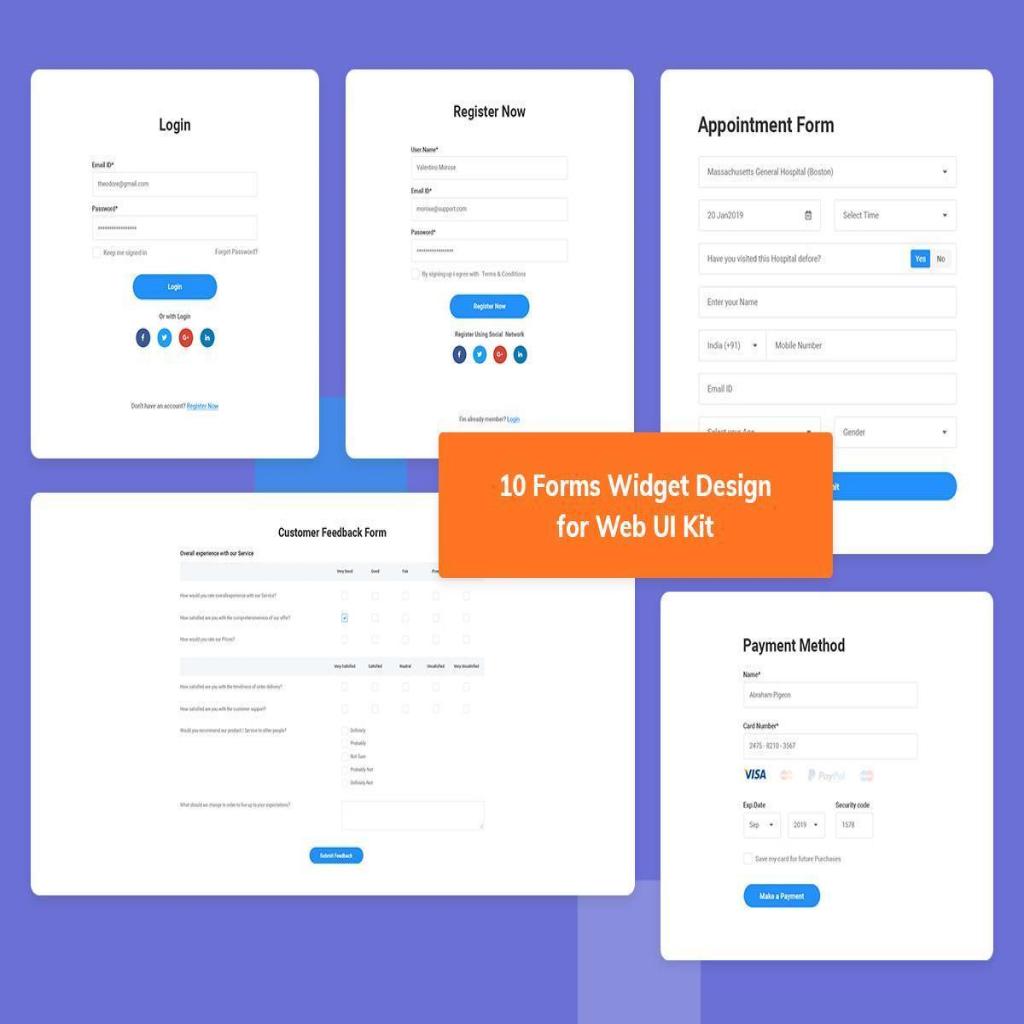 Login
Email ID*
theodore@gmail.com
Password*
Keep me signed in
Forget Password?
Login
Or with Login
Don't have an account? Register Now
Register Now
User Name*
Valentino Morose
Email ID*
morose@support.com
Password*
By signing up I agree with Terms & Conditions
Register Now
Register Using Social Network
I'm already member? Login
Appointment Form
Massachusetts General Hospital (Boston)
20 Jan2019
Select Time
Have you visited this Hospital defore?
Yes No
Enter your Name
India (+91)
Mobile Number
Email ID
Gender
10 Forms Widget Design
for Web UI Kit
Customer Feedback Form
Overall experience with our Service
Very Good Good Fair
How would you rate overall experience with our Service?
How satisfied are you with the comprehensiveness of our offer?
How would you rate our Prices?
Very Satisfied Satisfied Neutral Unsatisfied Very Unsatisfied
How satisfied are you with the timeliness of order delivery?
How satisfied are you with the customer support?
Would you recommend our product / Service to other people?
Definitely
Probably
Not Sure
Probably Not
Definitely Not
What should we change in order to live up to your expectations?
Submit Feedback
Payment Method
Name*
Abraham Pigeon
Card Number*
2475 - 8210 - 3567
VISA PayPal
Exp.Date
Security code
Sep 2019 1578
Save my card for future Purchases
Make a Payment